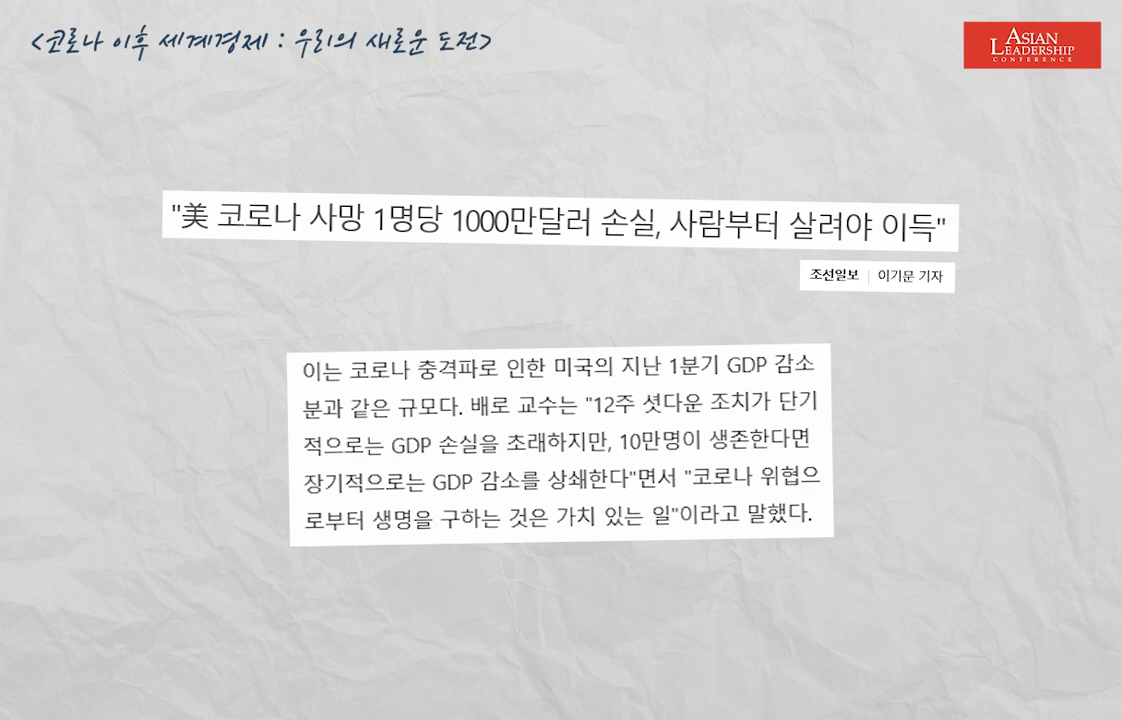 <코로나 이후 세계경제 : 우리의 새로운 도전>
ASIAN
LEADERSHIP
CONFERENCE
"美 코로나 사망 1명당 1000만달러 손실, 사람부터 살려야 이득"
조선일보 | 이기문 기자
이는 코로나 충격파로 인한 미국의 지난 1분기 GDP 감소
분과 같은 규모다. 배로 교수는 "12주 셧다운 조치가 단기
적으로는 GDP 손실을 초래하지만, 10만명이 생존한다면
장기적으로는 GDP 감소를 상쇄한다"면서 "코로나 위협으
로부터 생명을 구하는 것은 가치 있는 일"이라고 말했다.